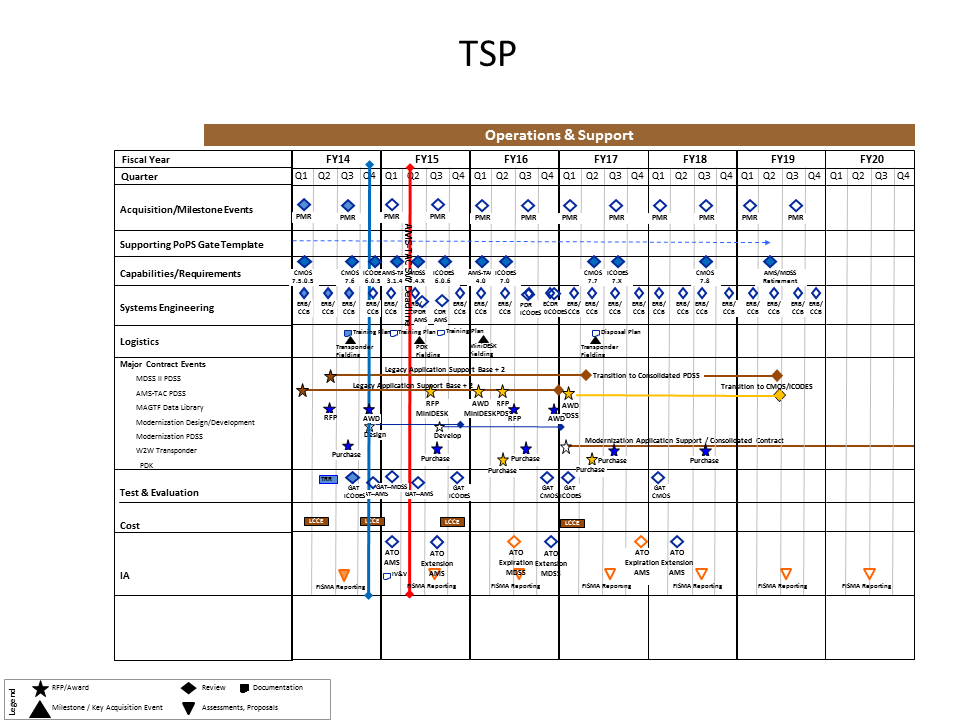 TSP
Operations & Support
Fiscal Year FY14 FY15 FY16 FY17 FY18 FY19 FY20
Quarter Q1 Q2 Q3 Q4 Q1 Q2 Q3 Q4 Q1 Q2 Q3 Q4 Q1 Q2 Q3 Q4 Q1 Q2 Q3 Q4 Q1 Q2 Q3 Q4 Q1 Q2 Q3 Q4
Acquisition/Milestone Events PMR PMR PMR PMR PMR PMR PMR PMR PMR PMR PMR PMR
Supporting PoPS Gate Template
Capabilities/Requirements
CMOS CMOS ICODES AMS-TAC MDSS ICODES AMS-TAC ICODES CMOS ICODES CMOS AMS/MDSS
7.5.0.5 7.6 6.0.5 3.1.4 6.0.6 4.0 7.0 7.7 7.X 7.8 Retirement
Systems Engineering
ERB/ ERB/ ERB/ ERB/ ERB/ ERB/ ERB/ ERB/ ERB/ PDR ECDR ERB/ ERB/ ERB/ ERB/ ERB/ ERB/ ERB/ ERB/ ERB/ ERB/ ERB/
CCB CCB CCB CCB CCB CDR CCB CCB CCB iCODES iCODES CCB CCB CCB CCB CCB CCB CCB CCB CCB CCB CCB
AMS AMS
Logistics
Training Plan Training Plan Training Plan Disposal Plan
Transponder PDK MiniDESK Transponder
Fielding Fielding Fielding Fielding
Major Contract Events
Legacy Application Support Base + 2
MDSS II PDSS
Transition to Consolidated PDSS
AMS-TAC PDSS
Legacy Application Support Base + 2
Transition to CMOS/ICODES
MAGTF Data Library
RFP AWD RFP AWD RFP RFP AWD AWD
MiniDESK MiniDESK PDSS PDSS
Modernization Design/Development
Design Develop
Modernization PDSS
Modernization Application Support / Consolidated Contract
W2W Transponder
Purchase Purchase Purchase Purchase Purchase
PDK
Purchase Purchase
Test & Evaluation
TRR
GAT GAT-MDSS GAT GAT GAT GAT
iCODES GAT-AMS GAT-AMS iCODES CMOS iCODES CMOS
Cost
LCCE LCCE LCCE LCCE
IA
ATO ATO ATO ATO ATO ATO
AMS Extension Expiration Extension Expiration Extension
IV&V AMS MDSS MDSS AMS AMS
FISMA Reporting FISMA Reporting FISMA Reporting FISMA Reporting FISMA Reporting FISMA Reporting FISMA Reporting
Legend
RFP/Award Review Documentation
Milestone / Key Acquisition Event Assessments, Proposals